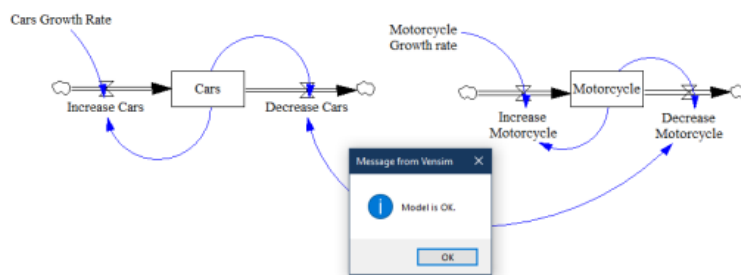 Cars Growth Rate
Motorcycle
Growth rate
Cars
Increase Cars
Decrease Cars
Motorcycle
Increase
Motorcycle
Decrease
Motorcycle
Message from Vensim
Model is OK.
OK